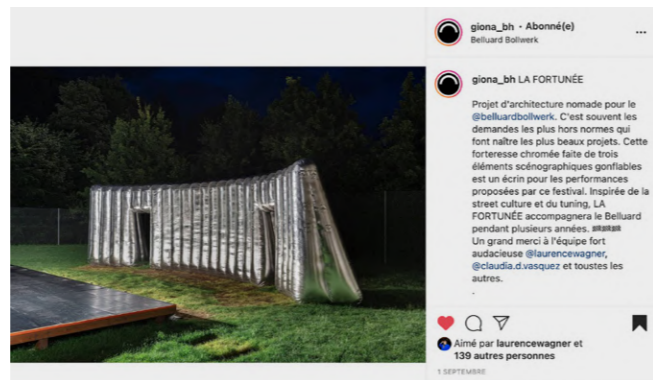 giona_bh • Abonné(e)
Belluard Bollwerk
giona_bh LA FORTUNÉE
Projet d'architecture nomade pour le
@belluardbollwerk. C'est souvent les
demandes les plus hors normes qui
font naître les plus beaux projets. Cette
forteresse chromée faite de trois
éléments scénographiques gonflables
est un écrin pour les performances
proposées par ce festival. Inspirée de la
street culture et du tuning, LA
FORTUNÉE accompagnera le Belluard
pendant plusieurs années.
Un grand merci à l'équipe fort
audacieuse @laurencewagner,
@claudia.d.vasquez et toustes les
autres.
.
Aimé par laurencewagner et
139 autres personnes
1 SEPTEMBRE